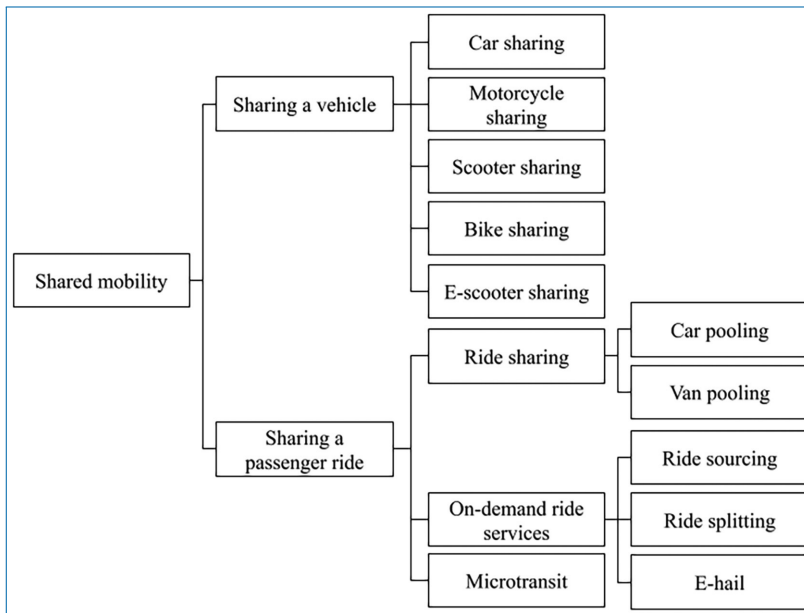 Shared mobility
Sharing a vehicle
Car sharing
Motorcycle
sharing
Scooter sharing
Bike sharing
E-scooter sharing
Sharing a
passenger ride
Ride sharing
Car pooling
Van pooling
On-demand ride
services
Ride sourcing
Ride splitting
E-hail
Microtransit